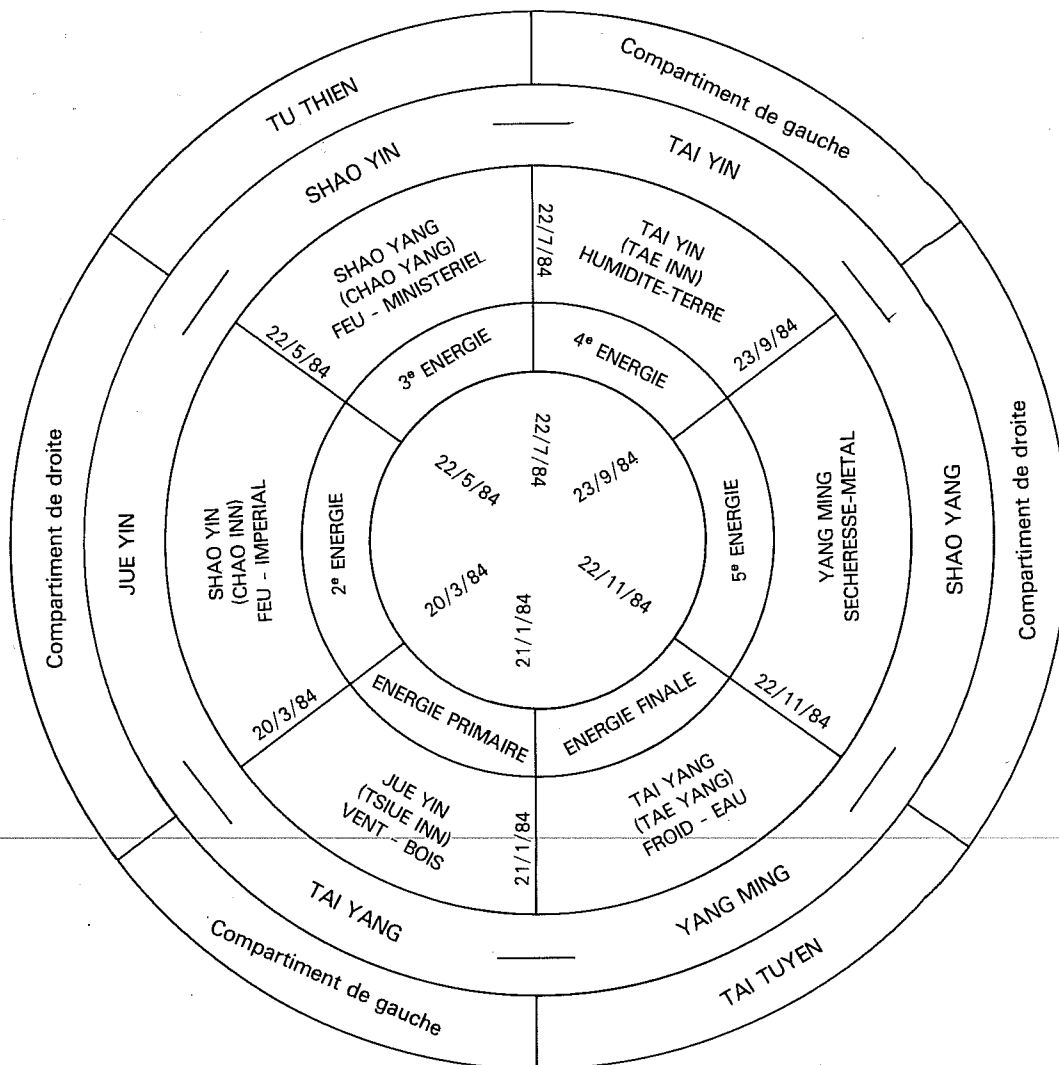 TU THIEN
Compartiment de gauche
SHAO YIN
TAI YIN
SHAO YANG
(CHAO YANG)
FEU - MINISTERIEL
22/7/84
TAI YIN
(TAE INN)
HUMIDITE-TERRE
22/5/84
3e ENERGIE
4e ENERGIE
23/9/84
Compartiment de droite
JUE YIN
SHAO YIN
(CHAO INN)
FEU - IMPERIAL
2e ENERGIE
22/5/84
22/7/84
23/9/84
20/3/84
21/1/84
22/11/84
5e ENERGIE
YANG MING
SECHERESSE-METAL
SHAO YANG
Compartiment de droite
20/3/84
ENERGIE PRIMAIRE
ENERGIE FINALE
22/11/84
JUE YIN
(TSIUE INN)
VENT - BOIS
21/1/84
TAI YANG
(TAE YANG)
FROID - EAU
TAI YANG
YANG MING
Compartiment de gauche
TAI TUYEN